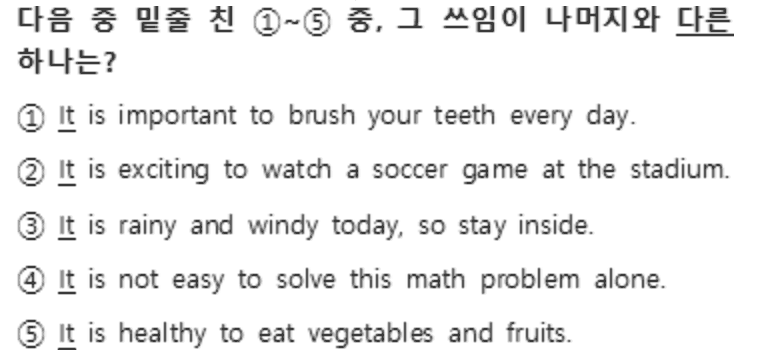 다음 중 밑줄 친 ①~⑤ 중, 그 쓰임이 나머지와 다른
하나는?
① It is important to brush your teeth every day.
② It is exciting to watch a soccer game at the stadium.
③ It is rainy and windy today, so stay inside.
④ It is not easy to solve this math problem alone.
⑤ It is healthy to eat vegetables and fruits.